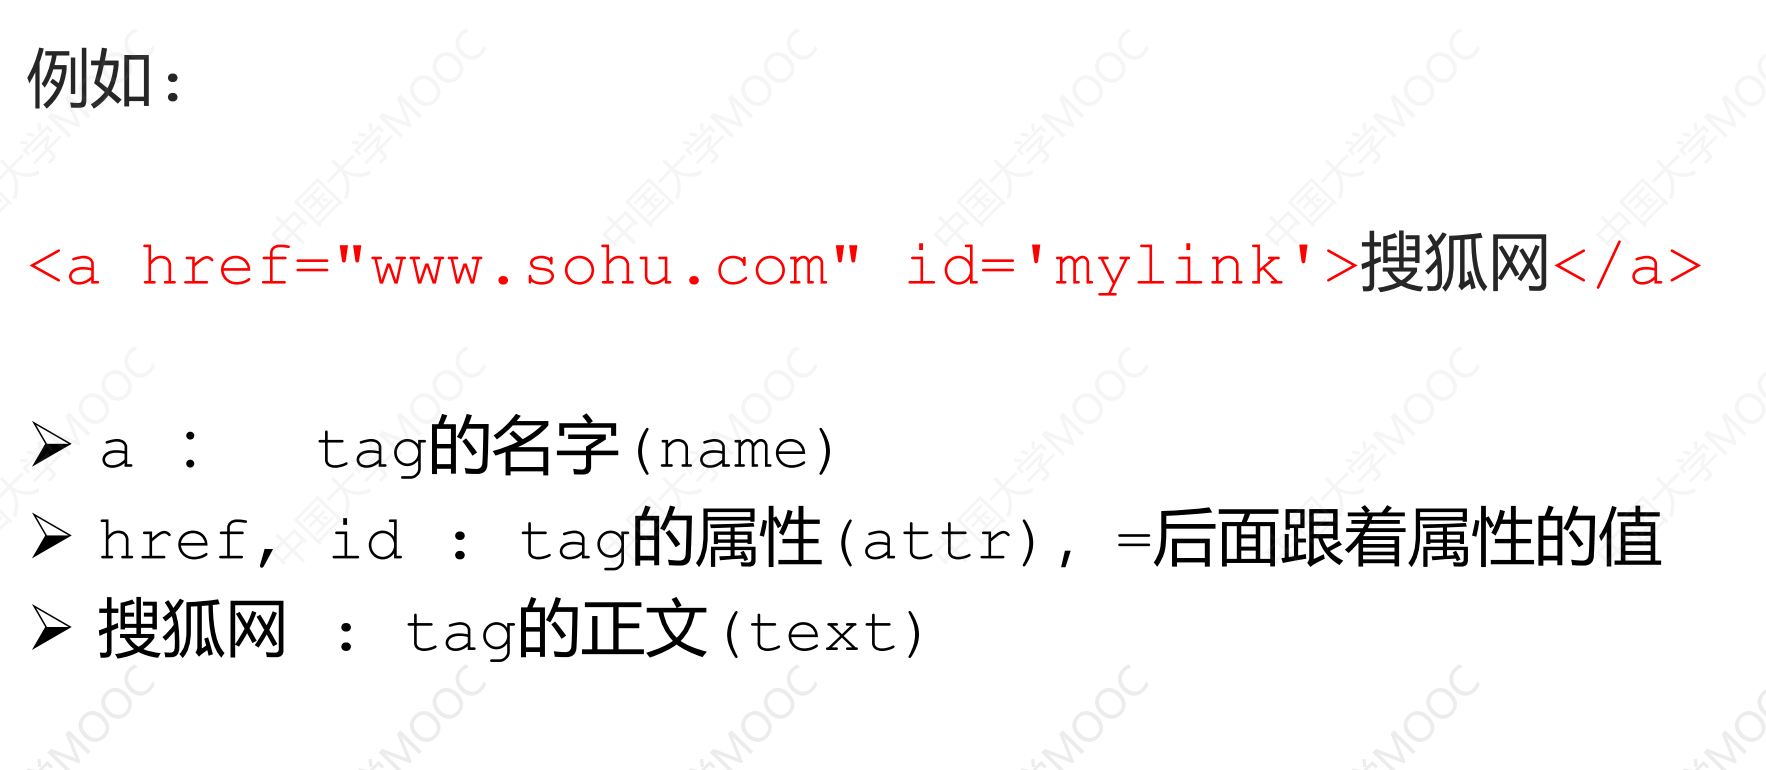 例如:
<a href="www.sohu.com" id='mylink'>搜狐网</a>
➢ a : tag的名字(name)
➢ href, id : tag的属性(attr), =后面跟着属性的值
➢ 搜狐网 : tag的正文(text)
中国大学MOOC